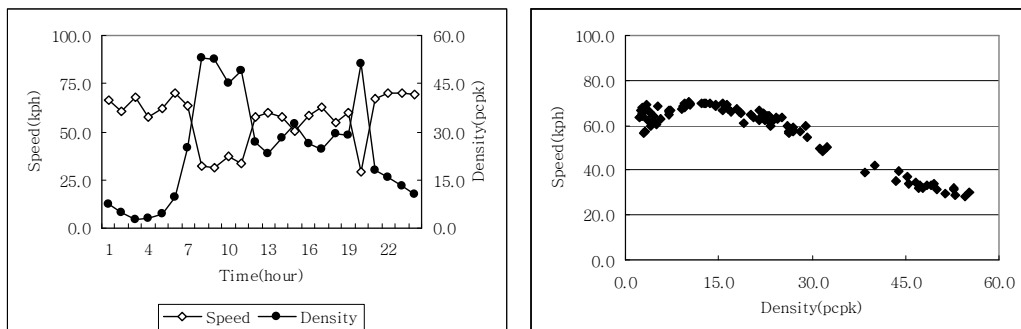 100.0
75.0
50.0
25.0
0.0
Speed(kph)
60.0
45.0
30.0
15.0
0.0
Density(pcpk)
1 4 7 10 13 16 19 22
Time(hour)
Speed Density
100.0
80.0
60.0
40.0
20.0
0.0
Speed(kph)
0.0 15.0 30.0 45.0 60.0
Density(pcpk)